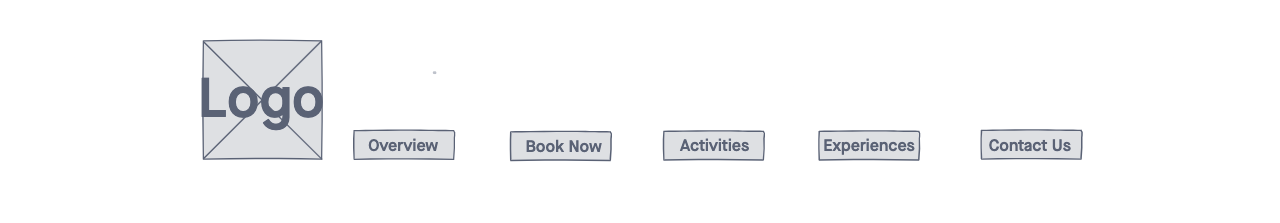 Logo
Overview
Book Now
Activities
Experiences
Contact Us